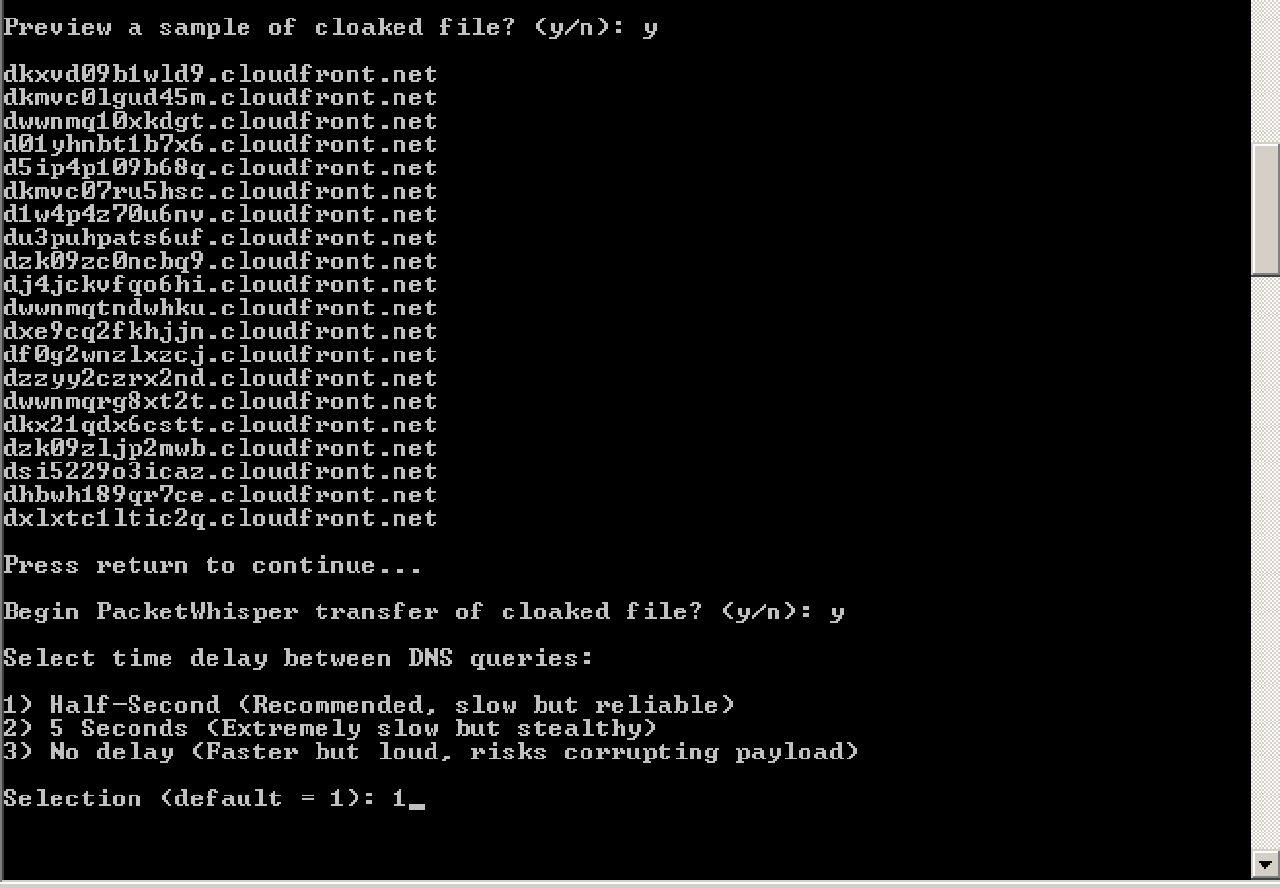 Preview a sample of cloaked file? (y/n): y
dkxvd09b1wld9.cloudfront.net
dkmvc0lgud45m.cloudfront.net
dwwnmq10xkdgt.cloudfront.net
d01yhnbt1b7x6.cloudfront.net
d5ip4p109b68q.cloudfront.net
dkmvc07ru5hsc.cloudfront.net
d1w4p4z70u6nv.cloudfront.net
du3puhpats6uf.cloudfront.net
dzk09zc0ncbq9.cloudfront.net
dj4jckvfqo6hi.cloudfront.net
dwwnmqtndwhku.cloudfront.net
dxe9cq2fkhjjn.cloudfront.net
df0g2wnzlxzcj.cloudfront.net
dzzyy2czrx2nd.cloudfront.net
dwwnmqrg8xt2t.cloudfront.net
dkx21qdx6cstt.cloudfront.net
dzk09zljp2mwb.cloudfront.net
dsi5229o3icaz.cloudfront.net
dhbwh189qr7ce.cloudfront.net
dxlxtc1ltic2q.cloudfront.net
Press return to continue...
Begin PacketWhisper transfer of cloaked file? (y/n): y
Select time delay between DNS queries:
1) Half-Second (Recommended, slow but reliable)
2) 5 Seconds (Extremely slow but stealthy)
3) No delay (Faster but loud, risks corrupting payload)
Selection (default = 1): 1_